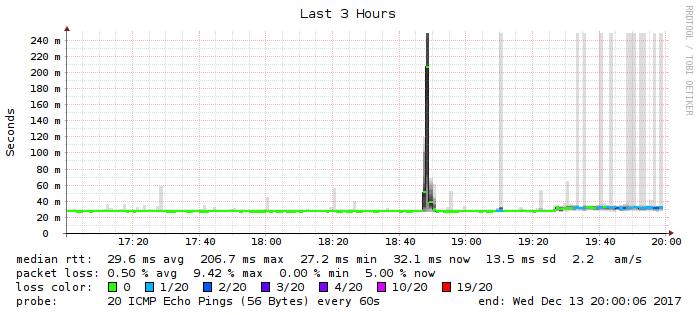 Last 3 Hours
RRDTOOL / TOBI OETIKER
Seconds
240 m
220 m
200 m
180 m
160 m
140 m
120 m
100 m
80 m
60 m
40 m
20 m
0
17:20 17:40 18:00 18:20 18:40 19:00 19:20 19:40 20:00
median rtt: 29.6 ms avg 206.7 ms max 27.2 ms min 32.1 ms now 13.5 ms sd 2.2 am/s
packet loss: 0.50 % avg 9.42 % max 0.00 % min 5.00 % now
loss color: 0 1/20 2/20 3/20 4/20 10/20 19/20
probe: 20 ICMP Echo Pings (56 Bytes) every 60s end: Wed Dec 13 20:00:06 2017